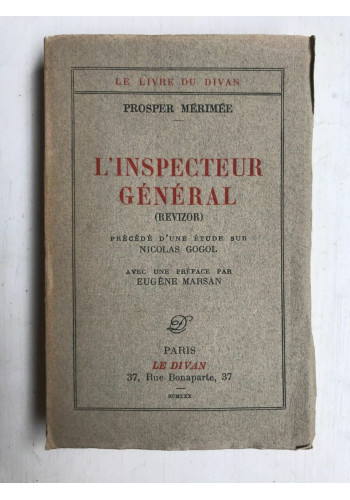 LE LIVRE DU DIVAN
PROSPER MÉRIMÉE
L'INSPECTEUR
GÉNÉRAL
(REVIZOR)
PRÉCÉDÉ D'UNE ÉTUDE SUR
NICOLAS GOGOL
AVEC UNE PRÉFACE PAR
EUGÈNE MARSAN
D
PARIS
LE DIVAN
37, Rue Bonaparte, 37